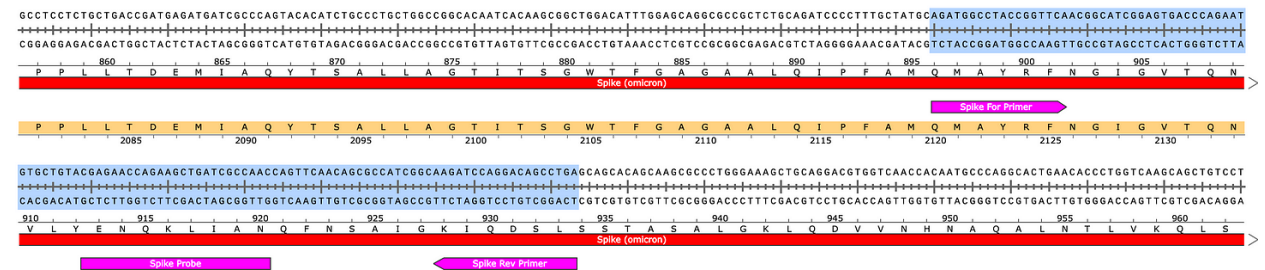 GCCTCCTCTGCTGACCGATGAGATGATCGCCCAGTACACATCTGCCCTGCTGGCCGGCACAATCACAAGCGGCTGGACATTTGGAGCAGGCGCCGCTCTGCAGATCCCCTTTGCTATGCAGATGGCCTACCGGTTCAACGGCATCGGAGTGACCCAGAAT
CGGAGGAGACGACTGGCTACTCTACTAGCGGGTCATGTGTAGACGGGACGACCGGCCGTGTTAGTGTTCGCCGACCTGTAAACCTCGTCCGCGGCGAGACGTCTAGGGGAAACGATACGTCTACCGGATGGCCAAGTTGCCGTAGCCTCACTGGGTCTTA
860 865 870 875 880 885 890 895 900 905
P P L L T D E M I A Q Y T S A L L A G T I T S G W T F G A G A A L Q I P F A M Q M A Y R F N G I G V T Q N
Spike (omicron)
Spike For Primer
P P L L T D E M I A Q Y T S A L L A G T I T S G W T F G A G A A L Q I P F A M Q M A Y R F N G I G V T Q N
2085 2090 2095 2100 2105 2110 2115 2120 2125 2130
GTGCTGTACGAGAACCAGAAGCTGATCGCCAACCAGTTCAACAGCGCCATCGGCAAGATCCAGGACAGCCTGAGCAGCACAGCAAGCGCCCTGGGAAAGCTGCAGGACGTGGTCAACCACAATGCCCAGGCACTGAACACCCTGGTCAAGCAGCTGTCCT
CACGACATGCTCTTGGTCTTCGACTAGCGGTTGGTCAAGTTGTCGCGGTAGCCGTTCTAGGTCCTGTCGGACTCGTCGTGTCGTTCGCGGGACCCTTTCGACGTCCTGCACCAGTTGGTGTTACGGGTCCGTGACTTGTGGGACCAGTTCGTCGACAGGA
910 915 920 925 930 935 940 945 950 955 960
V L Y E N Q K L I A N Q F N S A I G K I Q D S L S S T A S A L G K L Q D V V N H N A Q A L N T L V K Q L S
Spike (omicron)
Spike Probe Spike Rev Primer